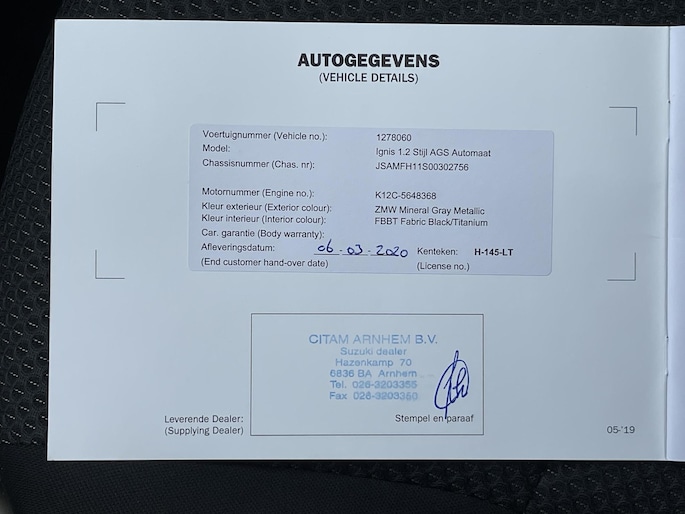 AUTOGEGEVENS
(VEHICLE DETAILS)
Voertuignummer (Vehicle no.): 1278060
Model: Ignis 1.2 Stijl AGS Automaat
Chassisnummer (Chas. nr): JSAMFH11S00302756
Motornummer (Engine no.): K12C-5648368
Kleur exterieur (Exterior colour): ZMW Mineral Gray Metallic
Kleur interieur (Interior colour): FBBT Fabric Black/Titanium
Car. garantie (Body warranty):
Afleveringsdatum: 06-03-2020 Kenteken: H-145-LT
(End customer hand-over date) (License no.)
CITAM ARNHEM B.V.
Suzuki dealer
Hazenkamp 70
6836 BA Arnhem
Tel. 026-3203355
Fax 026-3203360
Leverende Dealer: Stempel en paraaf
(Supplying Dealer)
05-'19